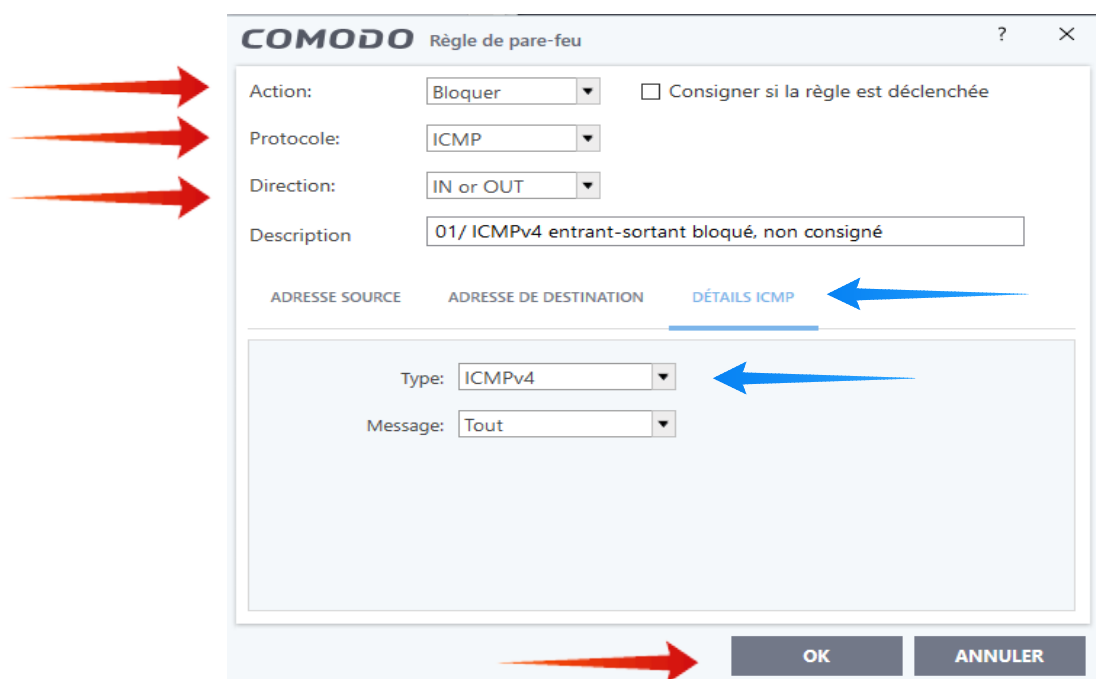 COMODO Règle de pare-feu ?
Action: Bloquer Consigner si la règle est déclenchée
Protocole: ICMP
Direction: IN or OUT
Description 01/ ICMPv4 entrant-sortant bloqué, non consigné
ADRESSE SOURCE ADRESSE DE DESTINATION DÉTAILS ICMP
Type: ICMPv4
Message: Tout
OK ANNULER